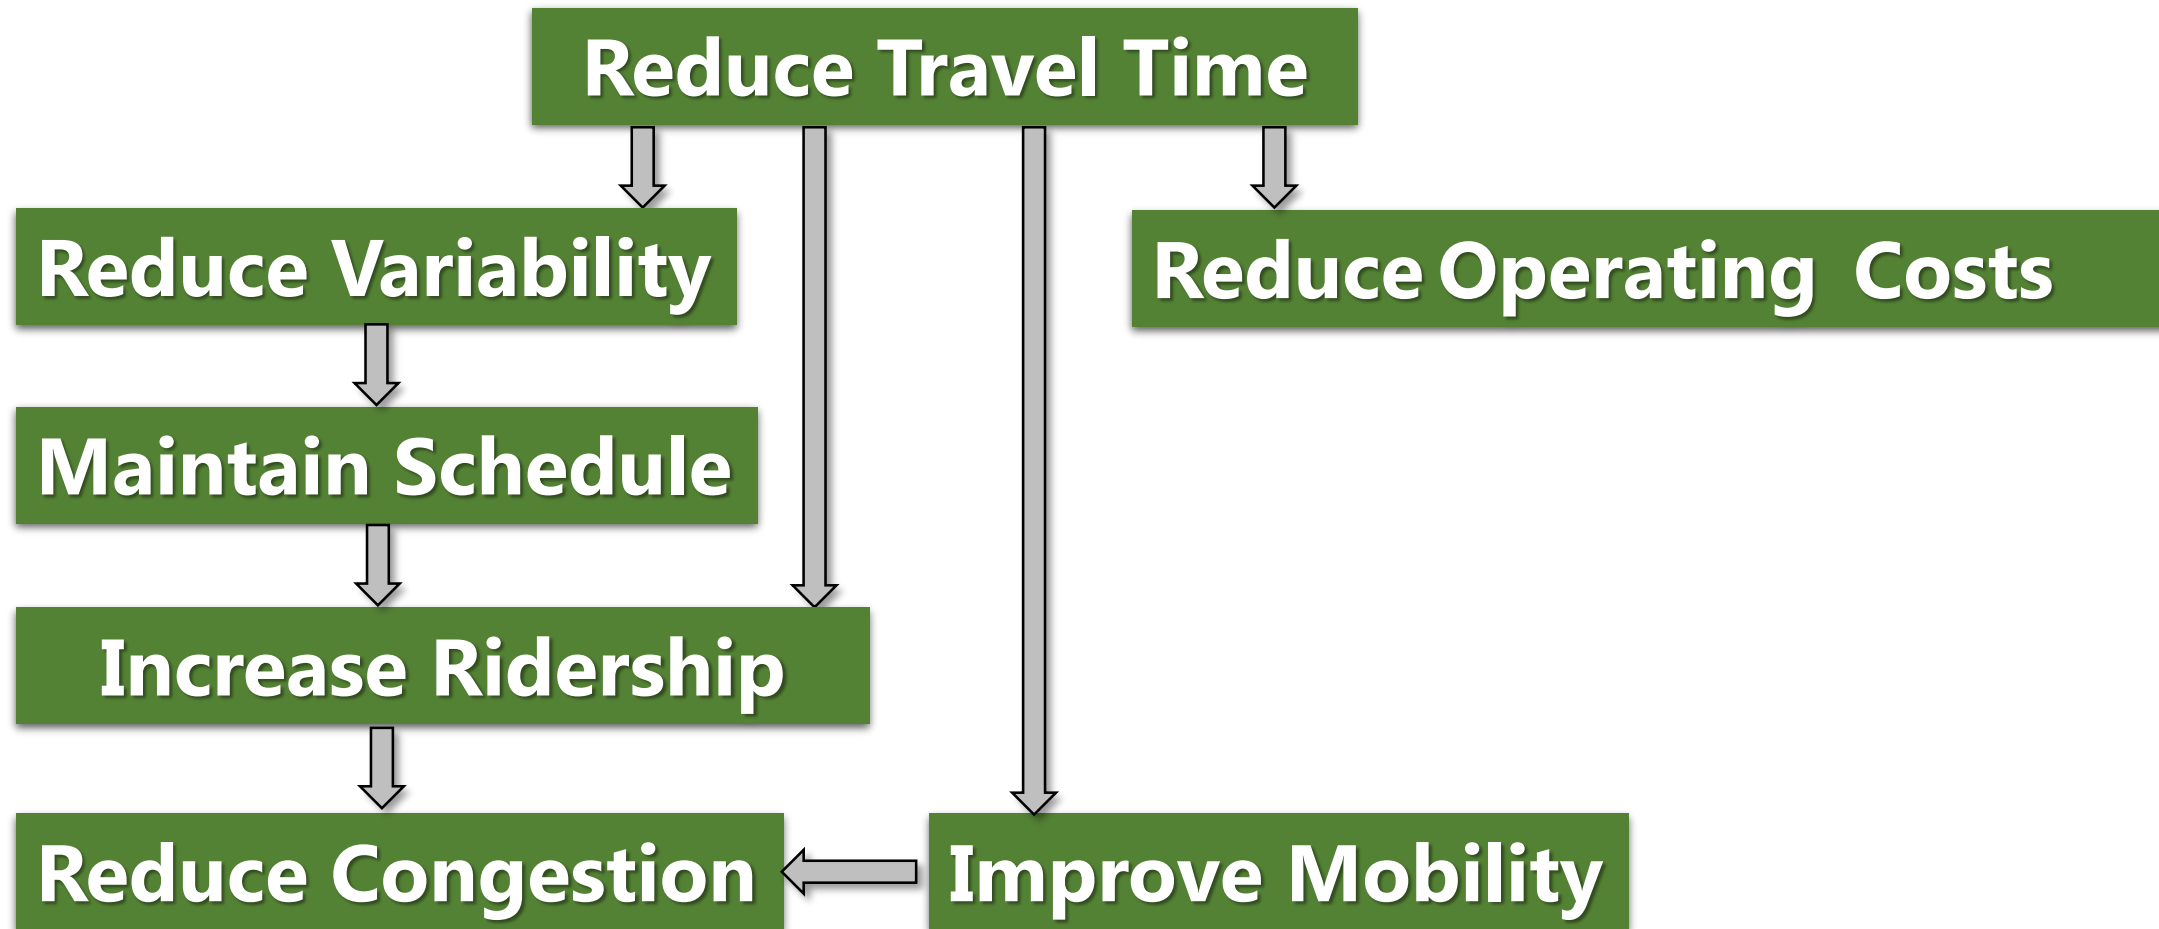 Reduce Travel Time
Reduce Variability
Reduce Operating Costs
Maintain Schedule
Increase Ridership
Reduce Congestion
Improve Mobility